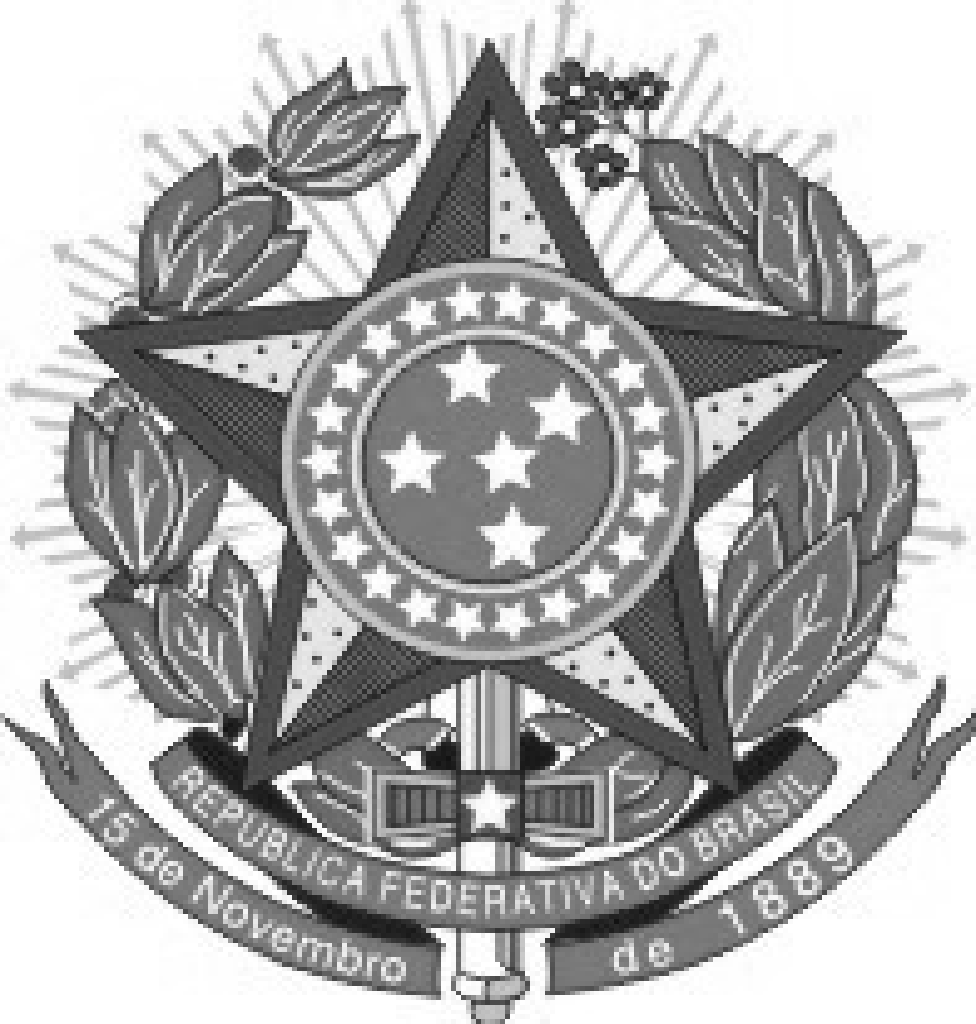 REPUBLICA FEDERATIVA DO BRASIL
15 de Novembro de 1889